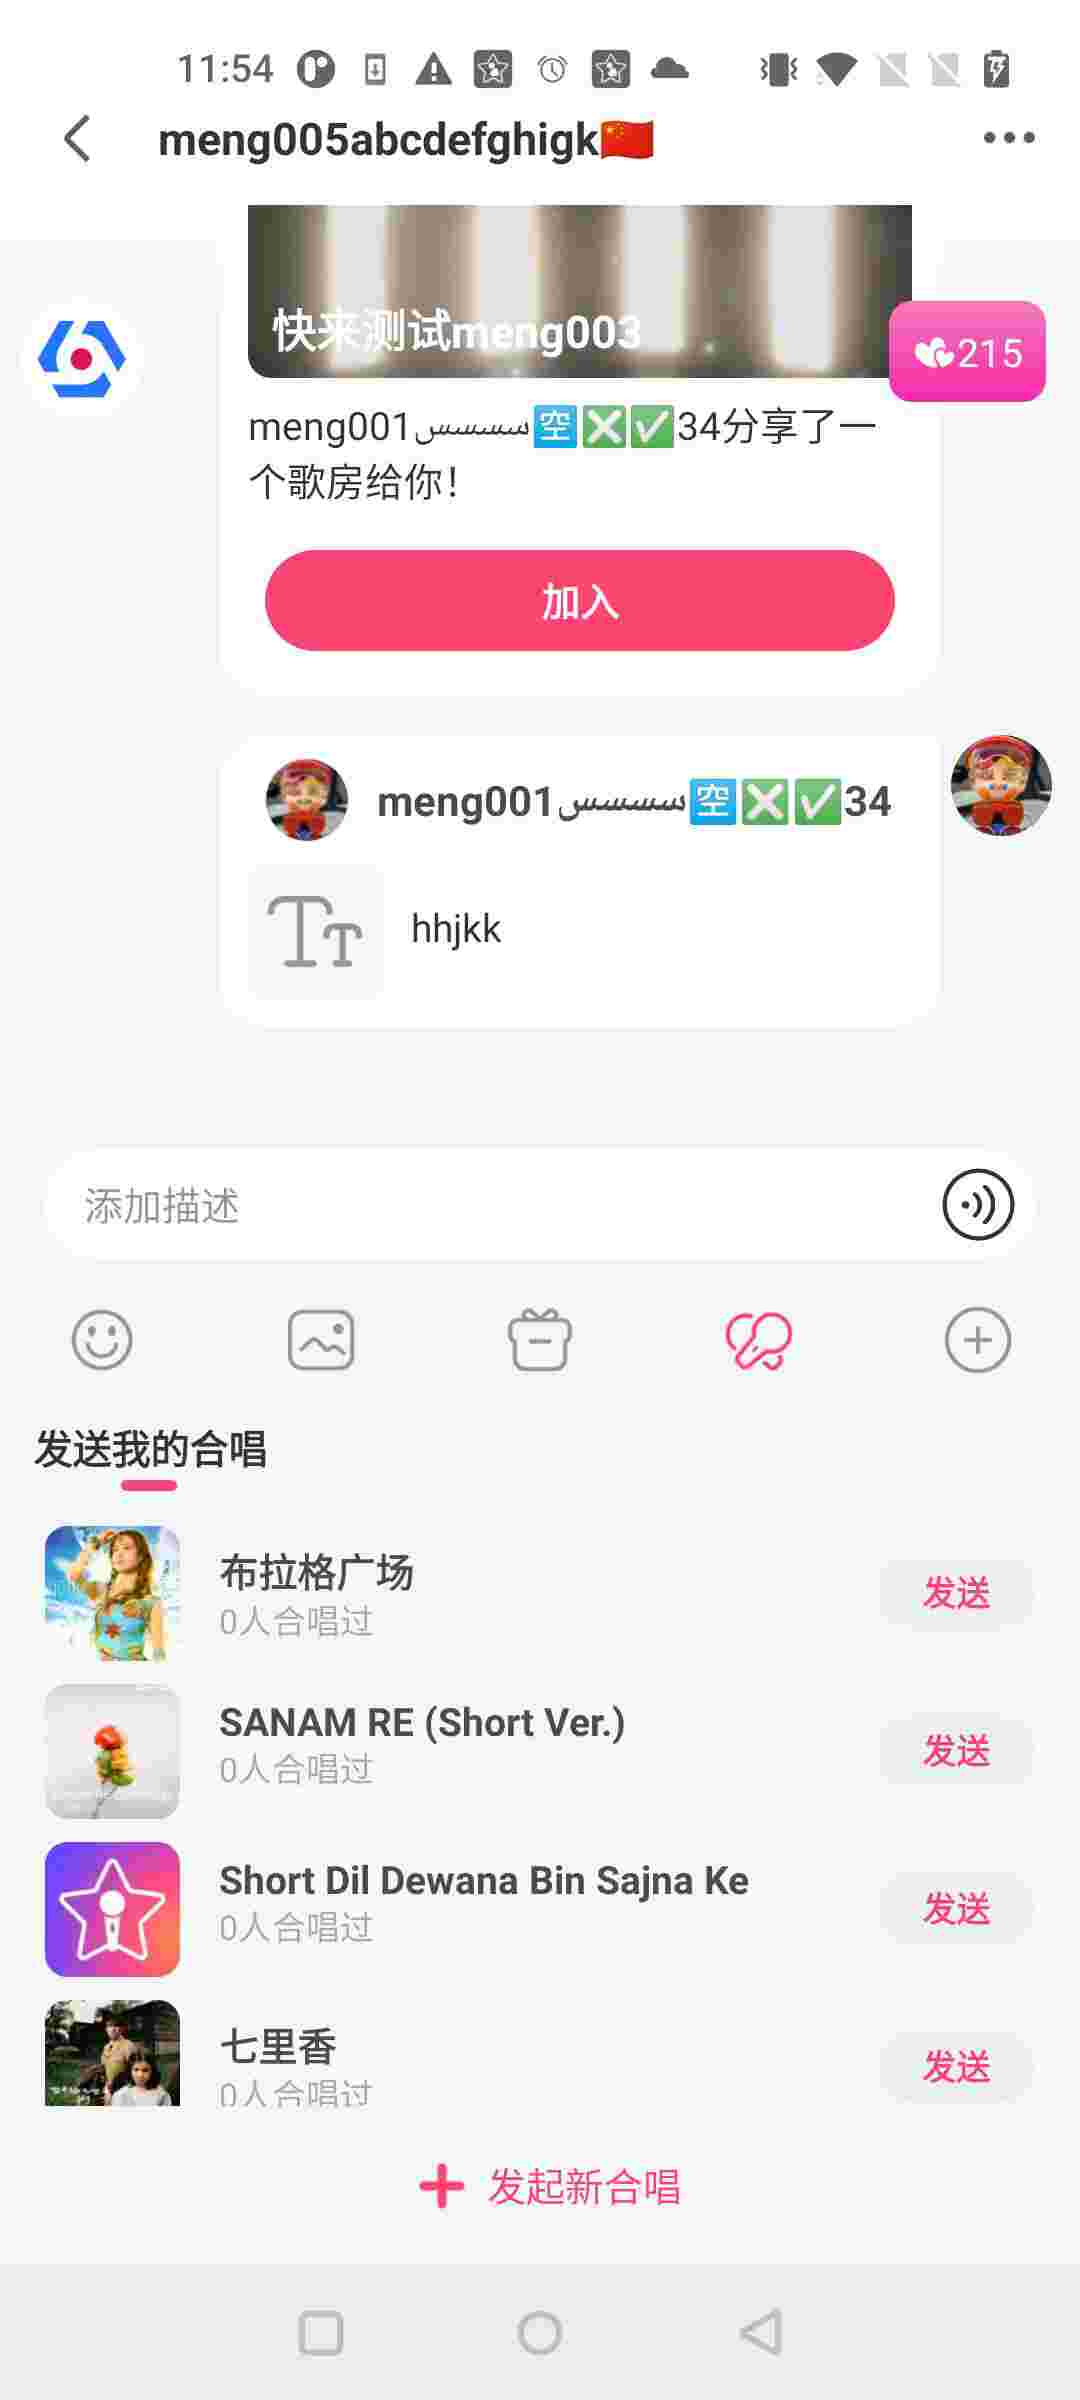 11:54
meng005abcdefghigk🇨🇳
快来测试meng003
215
meng001سسسس🈳❎✅34分享了一
个歌房给你！
加入
meng001سسسس🈳❎✅34
hhjkk
添加描述
发送我的合唱
布拉格广场
0人合唱过
发送
SANAM RE (Short Ver.)
0人合唱过
发送
Short Dil Dewana Bin Sajna Ke
0人合唱过
发送
七里香
0人合唱过
发送
发起新合唱